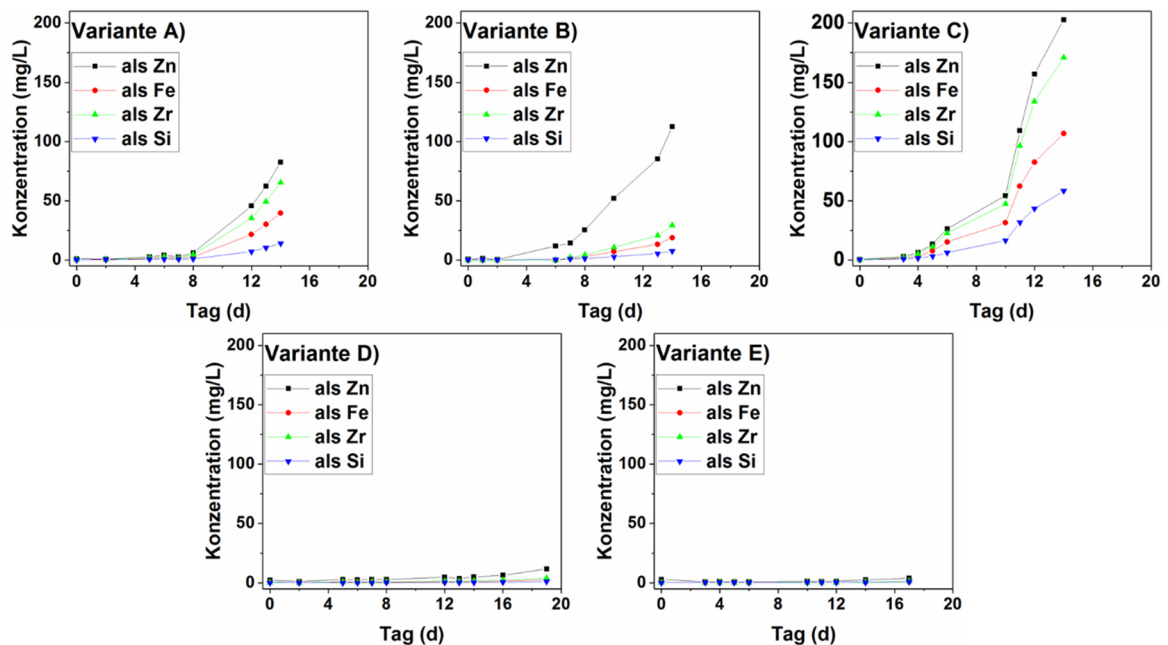 Variante A)
als Zn
als Fe
als Zr
als Si
Konzentration (mg/L)
200
150
100
50
0
0 4 8 12 16 20
Tag (d)
Variante B)
als Zn
als Fe
als Zr
als Si
Konzentration (mg/L)
200
150
100
50
0
0 4 8 12 16 20
Tag (d)
Variante C)
als Zn
als Fe
als Zr
als Si
Konzentration (mg/L)
200
150
100
50
0
0 4 8 12 16 20
Tag (d)
Variante D)
als Zn
als Fe
als Zr
als Si
Konzentration (mg/L)
200
150
100
50
0
0 4 8 12 16 20
Tag (d)
Variante E)
als Zn
als Fe
als Zr
als Si
Konzentration (mg/L)
200
150
100
50
0
0 4 8 12 16 20
Tag (d)